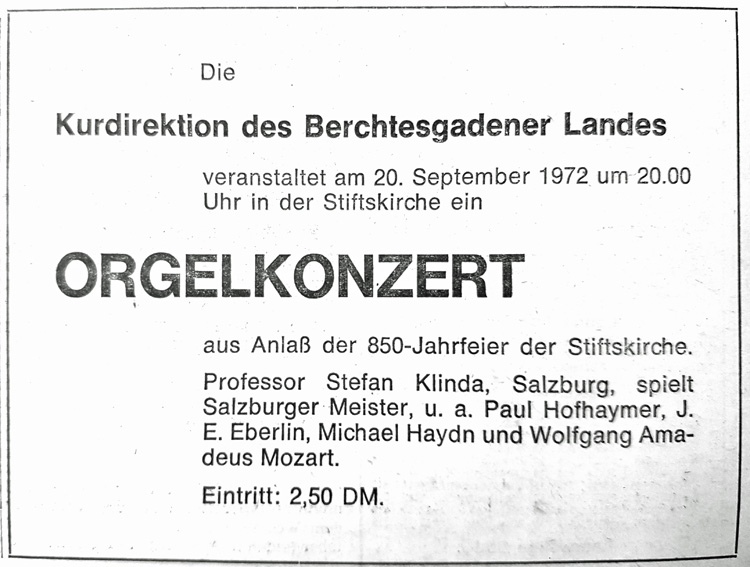 Die
Kurdirektion des Berchtesgadener Landes
veranstaltet am 20. September 1972 um 20.00
Uhr in der Stiftskirche ein
ORGELKONZERT
aus Anlaß der 850-Jahrfeier der Stiftskirche.
Professor Stefan Klinda, Salzburg, spielt
Salzburger Meister, u. a. Paul Hofhaymer, J.
E. Eberlin, Michael Haydn und Wolfgang Ama-
deus Mozart.
Eintritt: 2,50 DM.